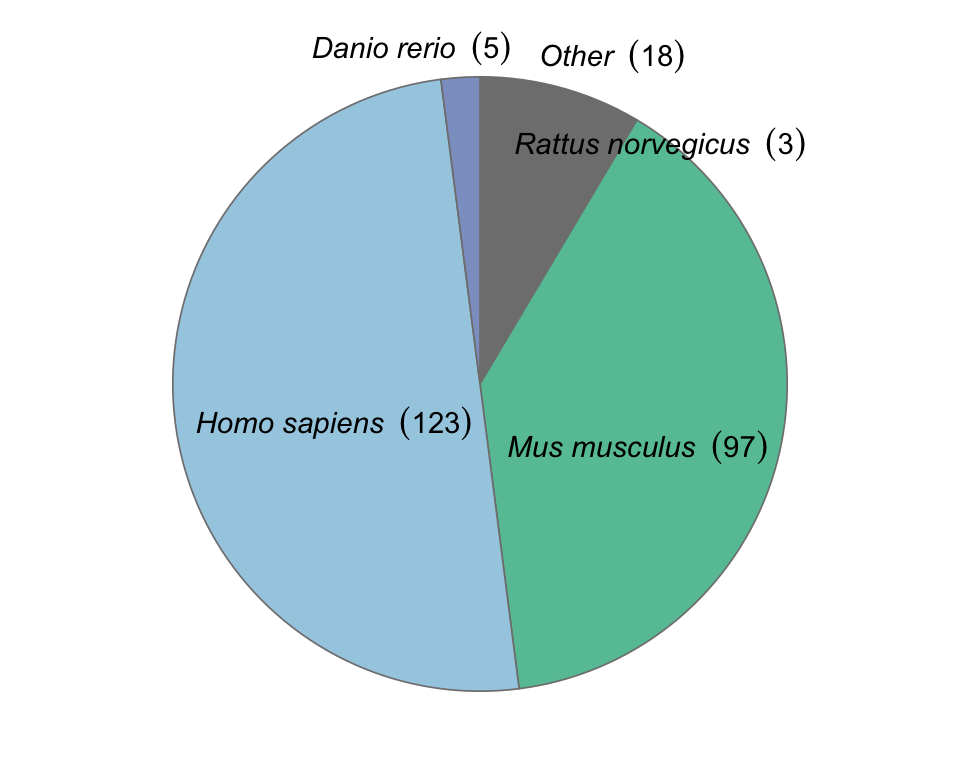 Danio rerio (5)
Other (18)
Rattus norvegicus (3)
Homo sapiens (123)
Mus musculus (97)